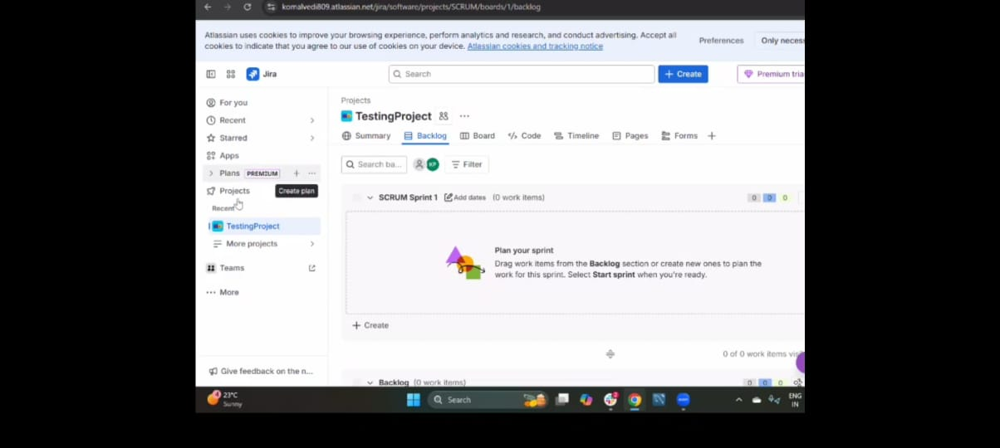 komalvedi809.atlassian.net/jira/software/projects/SCRUM/boards/1/backlog
Atlassian uses cookies to improve your browsing experience, perform analytics and research, and conduct advertising. Accept all
cookies to indicate that you agree to our use of cookies on your device. Atlassian cookies and tracking notice
Preferences
Only necess
Jira
Search
+ Create
Premium tria
For you
Recent
Starred
Apps
Plans PREMIUM
Projects
Create plan
Recent
TestingProject
More projects
Teams
More
Give feedback on the n...
Projects
TestingProject
Summary Backlog Board Code Timeline Pages Forms
Search ba...
KP
Filter
SCRUM Sprint 1 Add dates (0 work items) 0 0 0
Plan your sprint
Drag work items from the Backlog section or create new ones to plan the
work for this sprint. Select Start sprint when you're ready.
+ Create
0 of 0 work items visi
Backlog (0 work items) 0 0 0
4
23°C
Sunny
Search
ENG
IN